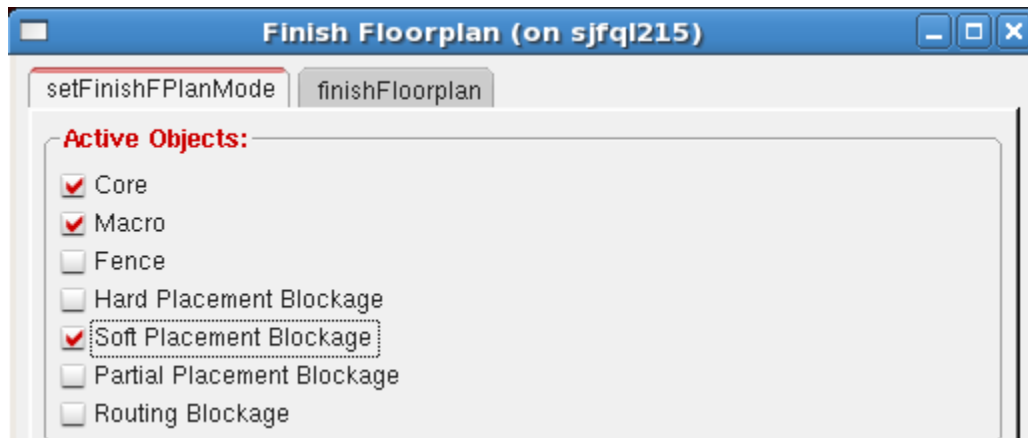 Finish Floorplan (on sjfql215)
setFinishFPlanMode finishFloorplan
Active Objects:
Core
Macro
Fence
Hard Placement Blockage
Soft Placement Blockage
Partial Placement Blockage
Routing Blockage